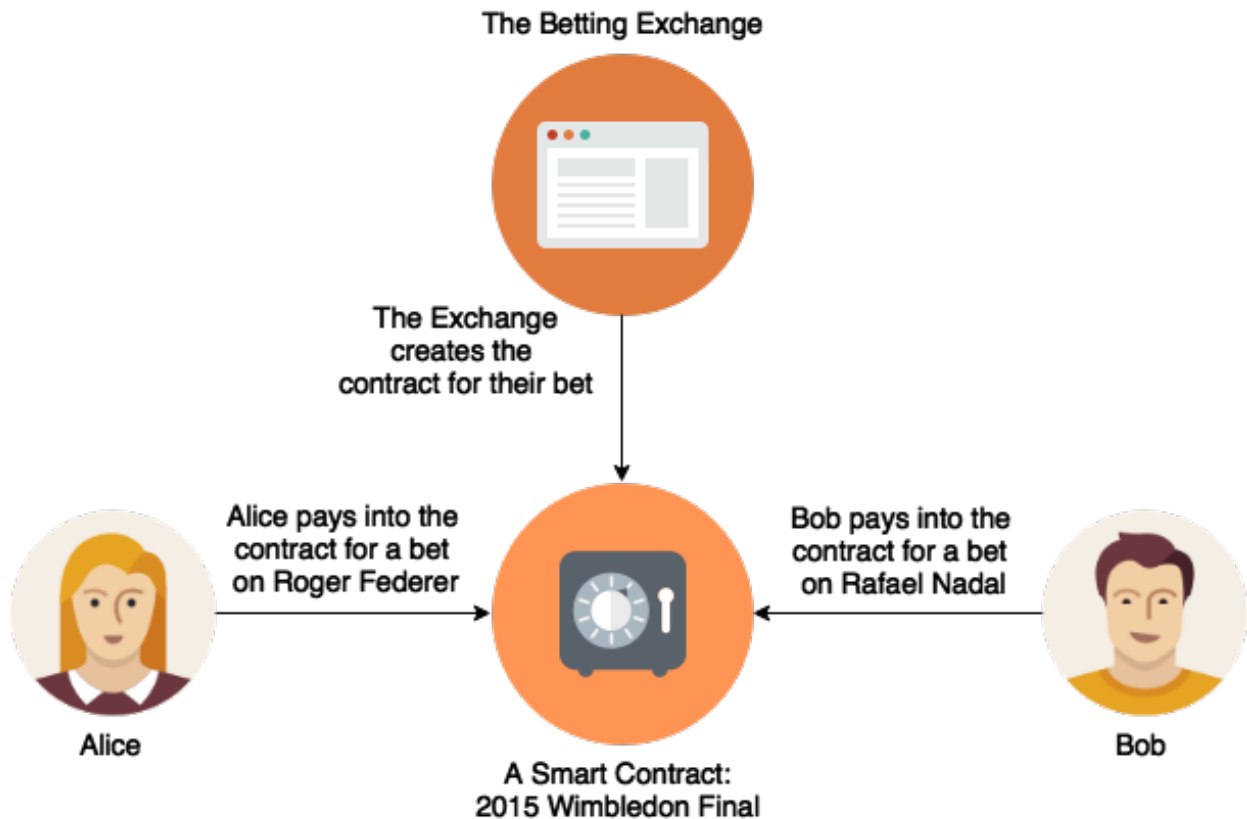 The Betting Exchange
The Exchange
creates the
contract for their bet
Alice pays into the
contract for a bet
on Roger Federer
Bob pays into the
contract for a bet
on Rafael Nadal
Alice
Bob
A Smart Contract:
2015 Wimbledon Final